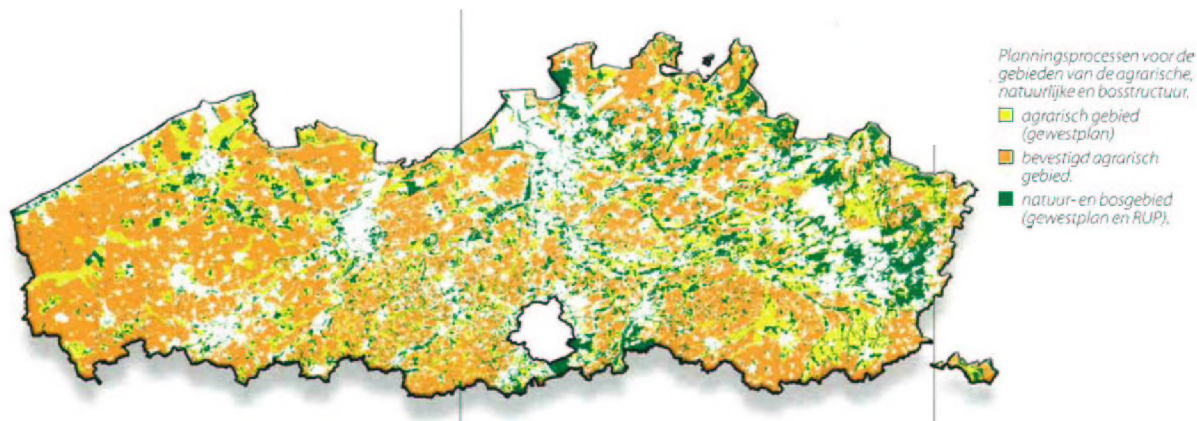 Planningsprocessen voor de
gebieden van de agrarische,
natuurlijke en bosstructuur.
agrarisch gebied
(gewestplan)
bevestigd agrarisch
gebied.
natuur- en bosgebied
(gewestplan en RUP).